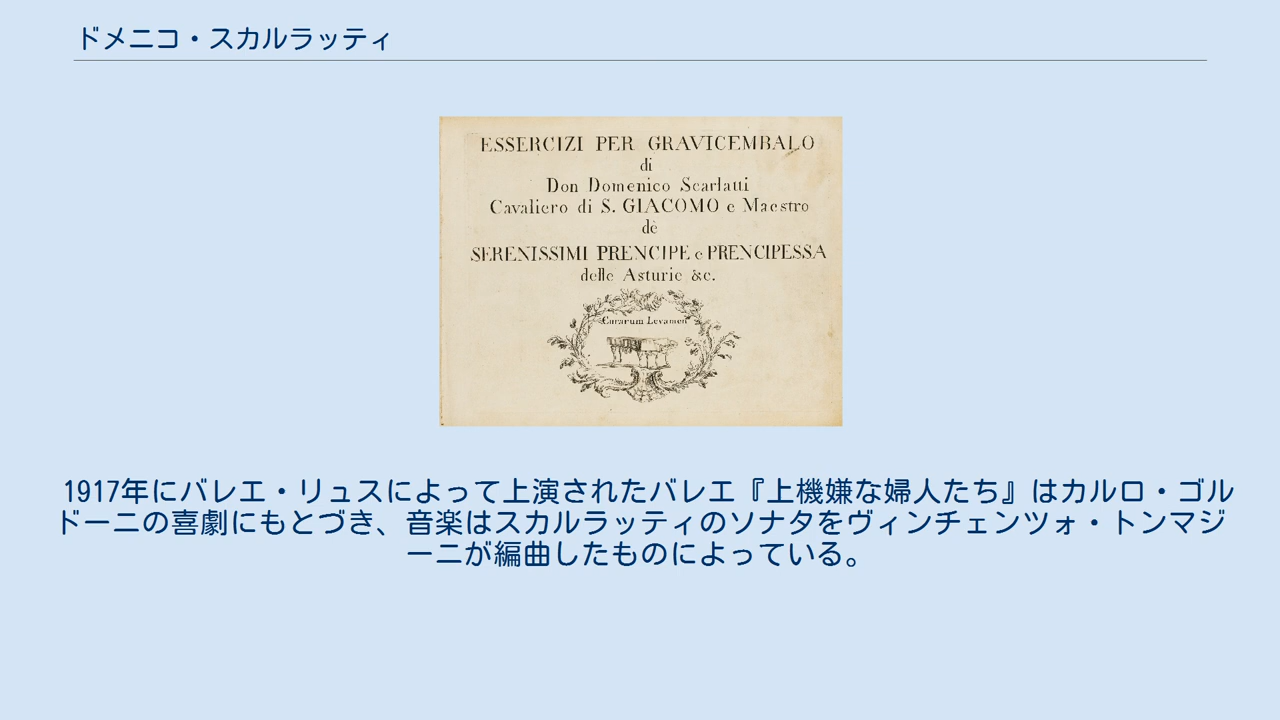 ドメニコ・スカルラッティ
ESSERCIZI PER GRAVICEMBALO
di
Don Domenico Scarlatti
Cavaliero di S. GIACOMO e Maestro
dè
SERENISSIMI PRENCIPE e PRENCIPESSA
delle Asturie &c.
Curarum Levamen
1917年にバレエ・リュスによって上演されたバレエ『上機嫌な婦人たち』はカルロ・ゴル
ドーニの喜劇にもとづき、音楽はスカルラッティのソナタをヴィンチェンツォ・トンマジ
ーニが編曲したものによっている。